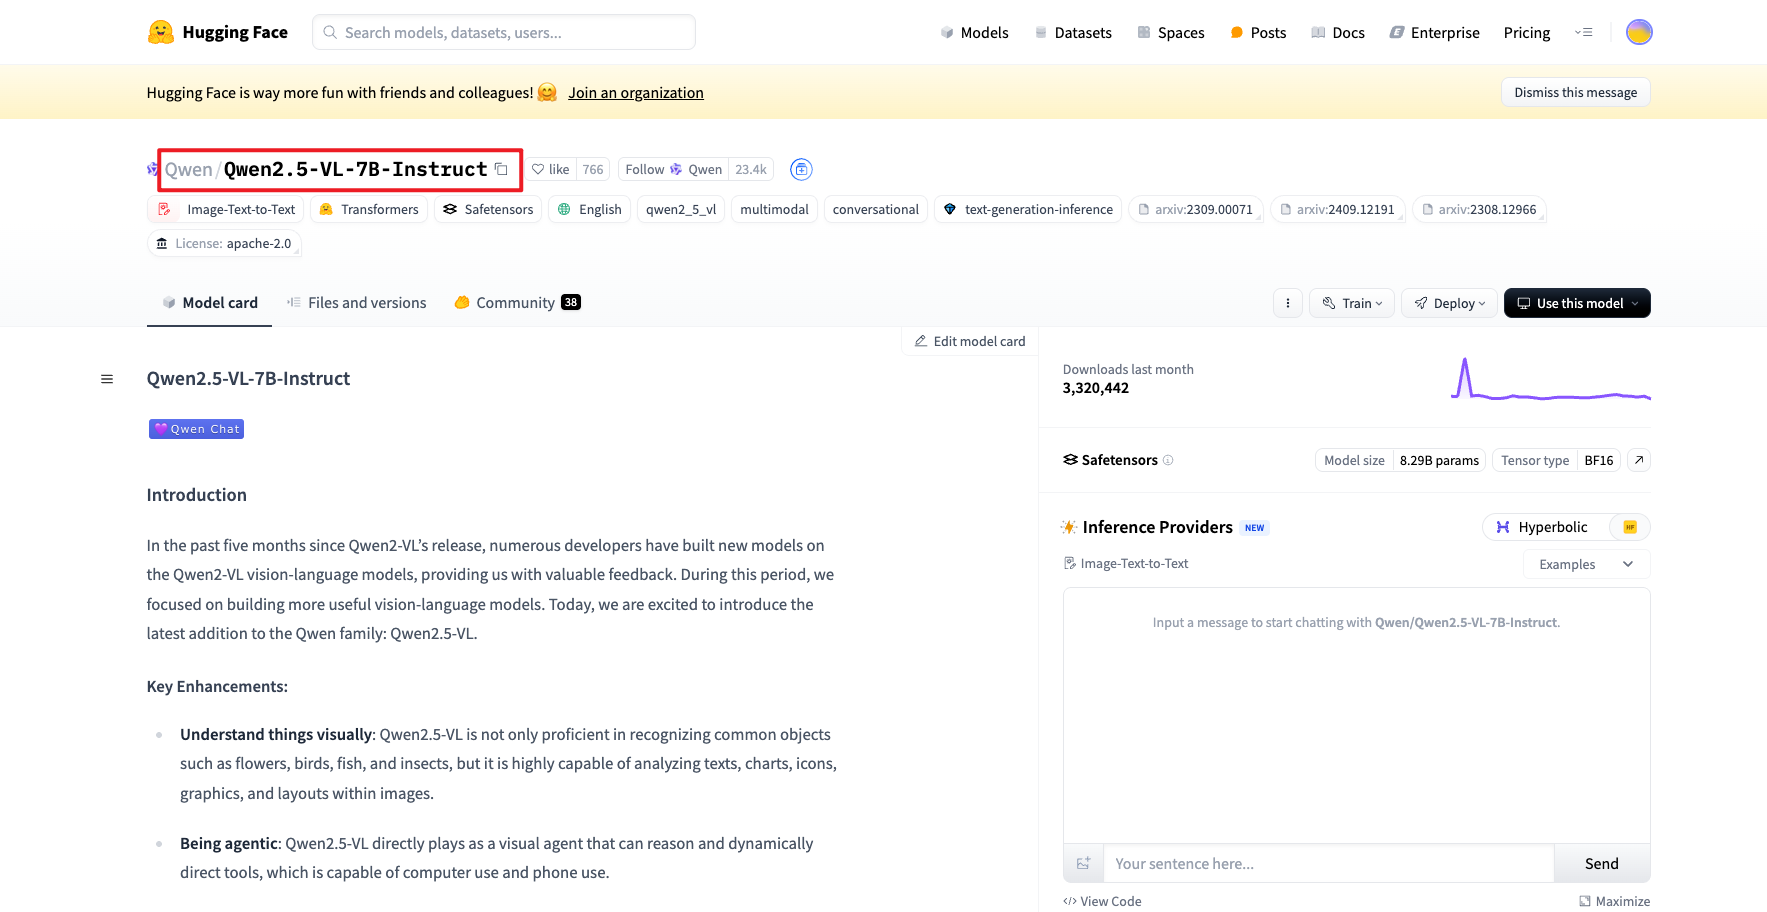 Hugging Face
Search models, datasets, users...
Models
Datasets
Spaces
Posts
Docs
Enterprise
Pricing
Hugging Face is way more fun with friends and colleagues! 🤗 Join an organization
Dismiss this message
Qwen/Qwen2.5-VL-7B-Instruct
like 766
Follow Qwen 23.4k
Image-Text-to-Text
Transformers
Safetensors
English
qwen2_5_vl
multimodal
conversational
text-generation-inference
arxiv:2309.00071
arxiv:2409.12191
arxiv:2308.12966
License: apache-2.0
Model card
Files and versions
Community 38
Train
Deploy
Use this model
Edit model card
Qwen2.5-VL-7B-Instruct
💜Qwen Chat
Introduction
In the past five months since Qwen2-VL’s release, numerous developers have built new models on
the Qwen2-VL vision-language models, providing us with valuable feedback. During this period, we
focused on building more useful vision-language models. Today, we are excited to introduce the
latest addition to the Qwen family: Qwen2.5-VL.
Key Enhancements:
Understand things visually: Qwen2.5-VL is not only proficient in recognizing common objects
such as flowers, birds, fish, and insects, but it is highly capable of analyzing texts, charts, icons,
graphics, and layouts within images.
Being agentic: Qwen2.5-VL directly plays as a visual agent that can reason and dynamically
direct tools, which is capable of computer use and phone use.
Downloads last month
3,320,442
Safetensors
Model size 8.29B params
Tensor type BF16
Inference Providers NEW
Hyperbolic
HF
Image-Text-to-Text
Examples
Input a message to start chatting with Qwen/Qwen2.5-VL-7B-Instruct.
Your sentence here...
Send
View Code
Maximize